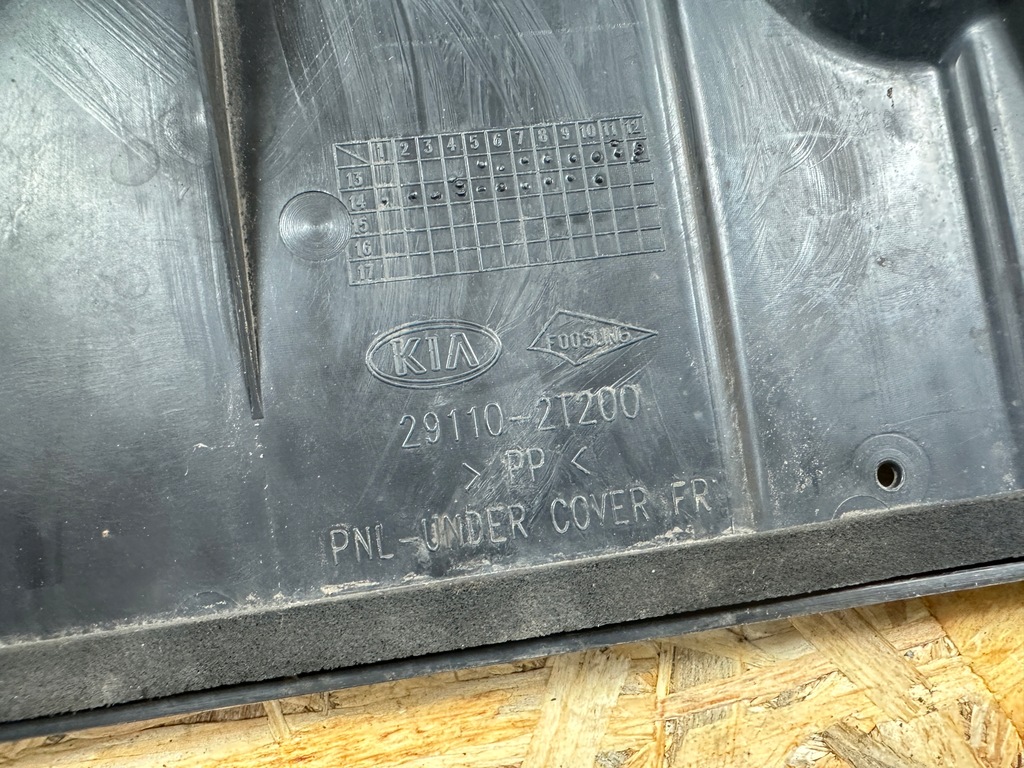 1 2 3 4 5 6 7 8 9 10 11 12
13
14
15
16
17
KIA FOOSUNG
29110-2T200
> PP <
PNL-UNDER COVER FR